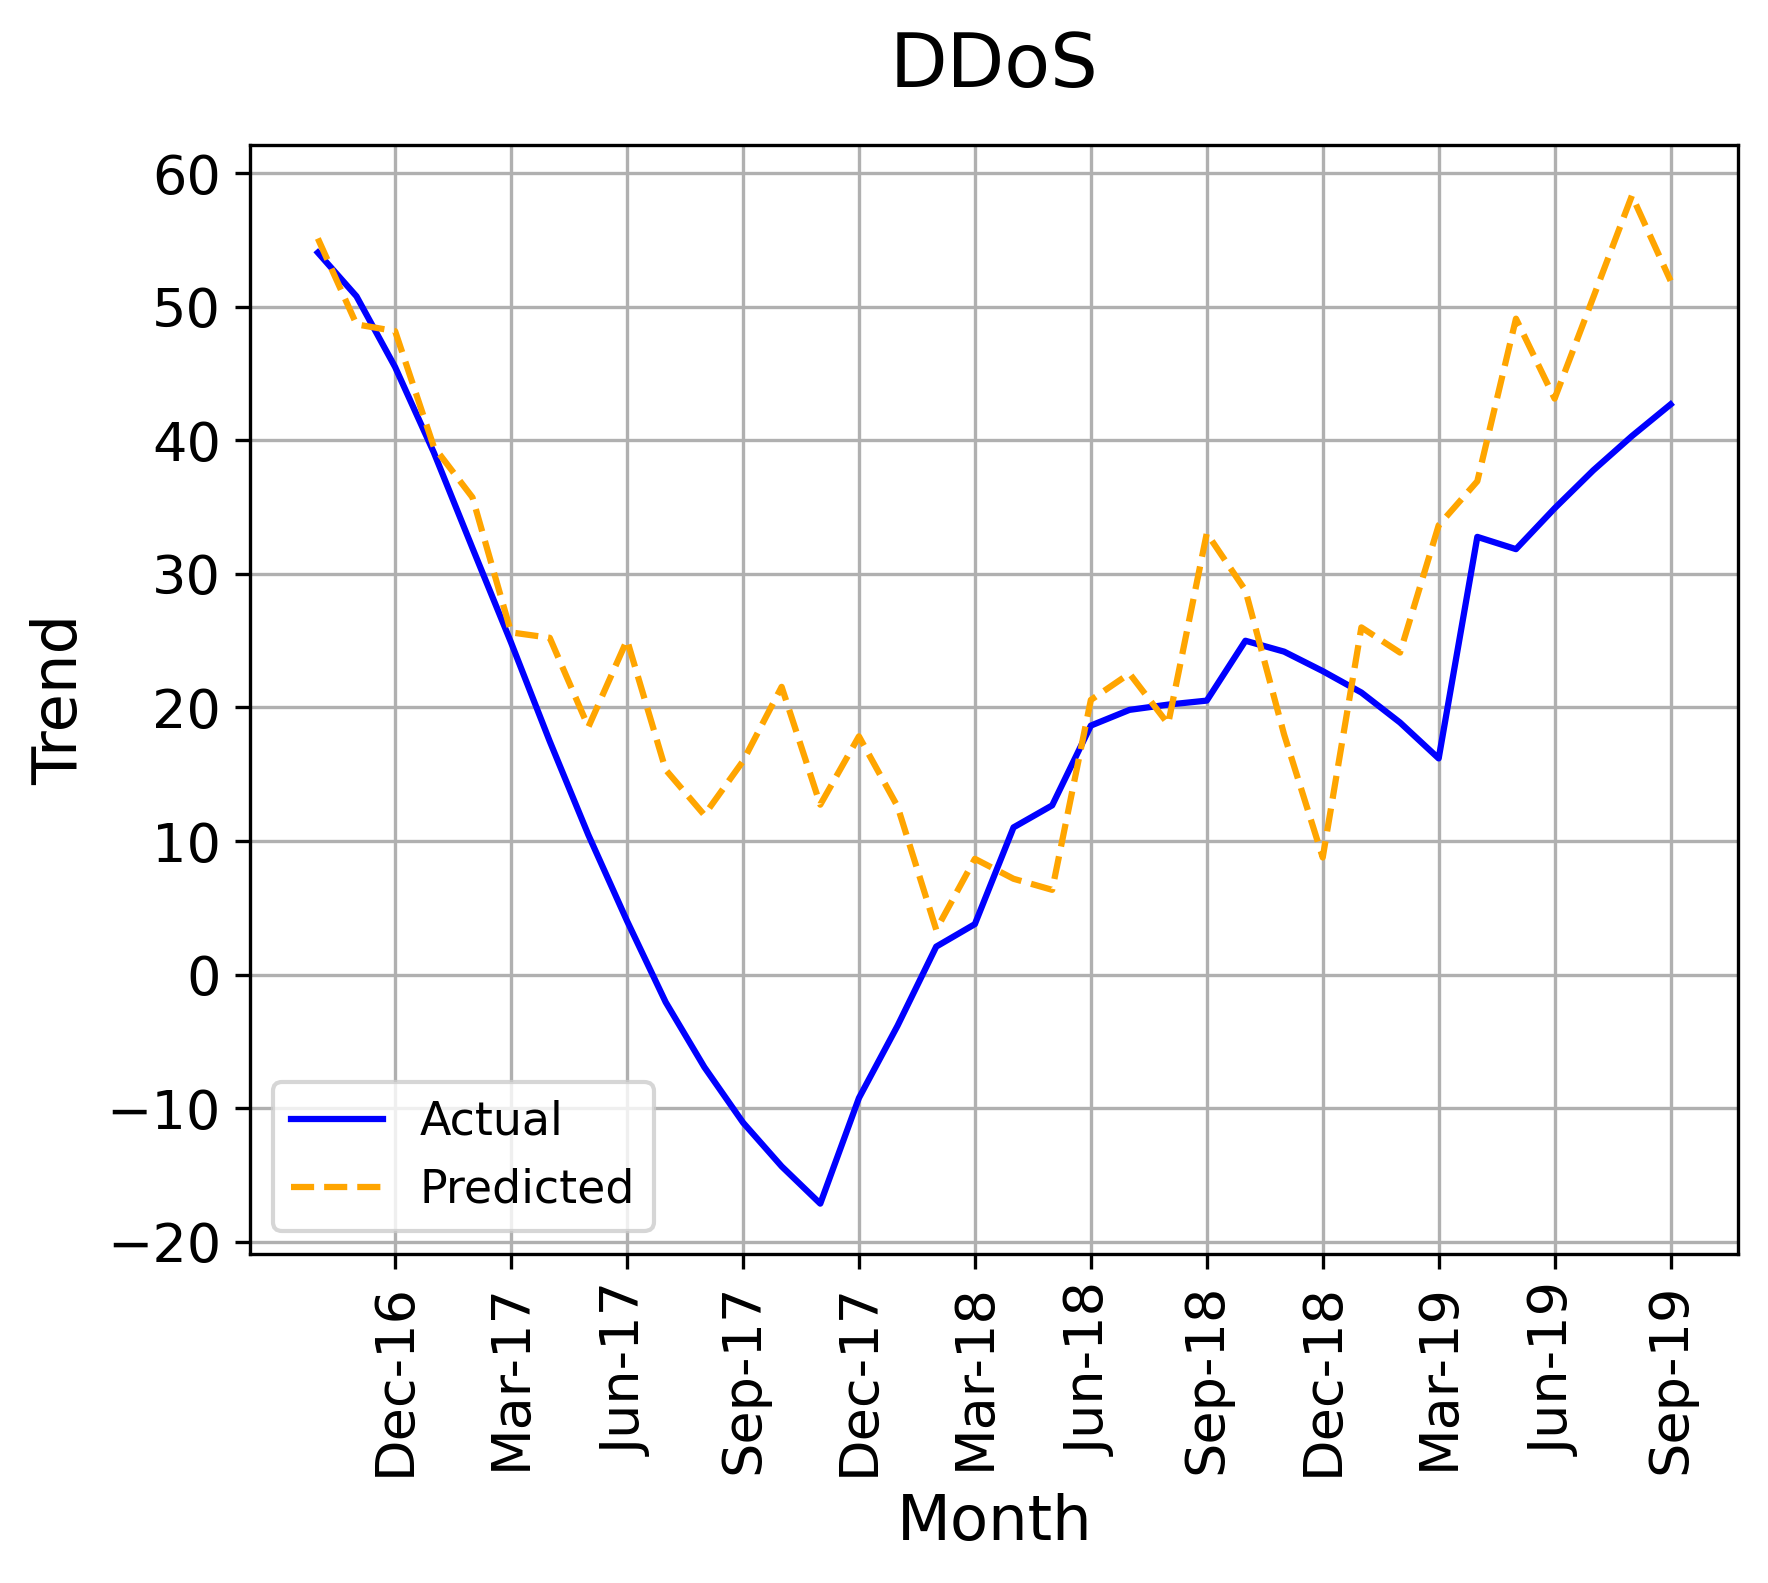 DDoS
60
50
40
30
20
10
0
−10
−20
Trend
Actual
Predicted
Dec-16
Mar-17
Jun-17
Sep-17
Dec-17
Mar-18
Jun-18
Sep-18
Dec-18
Mar-19
Jun-19
Sep-19
Month